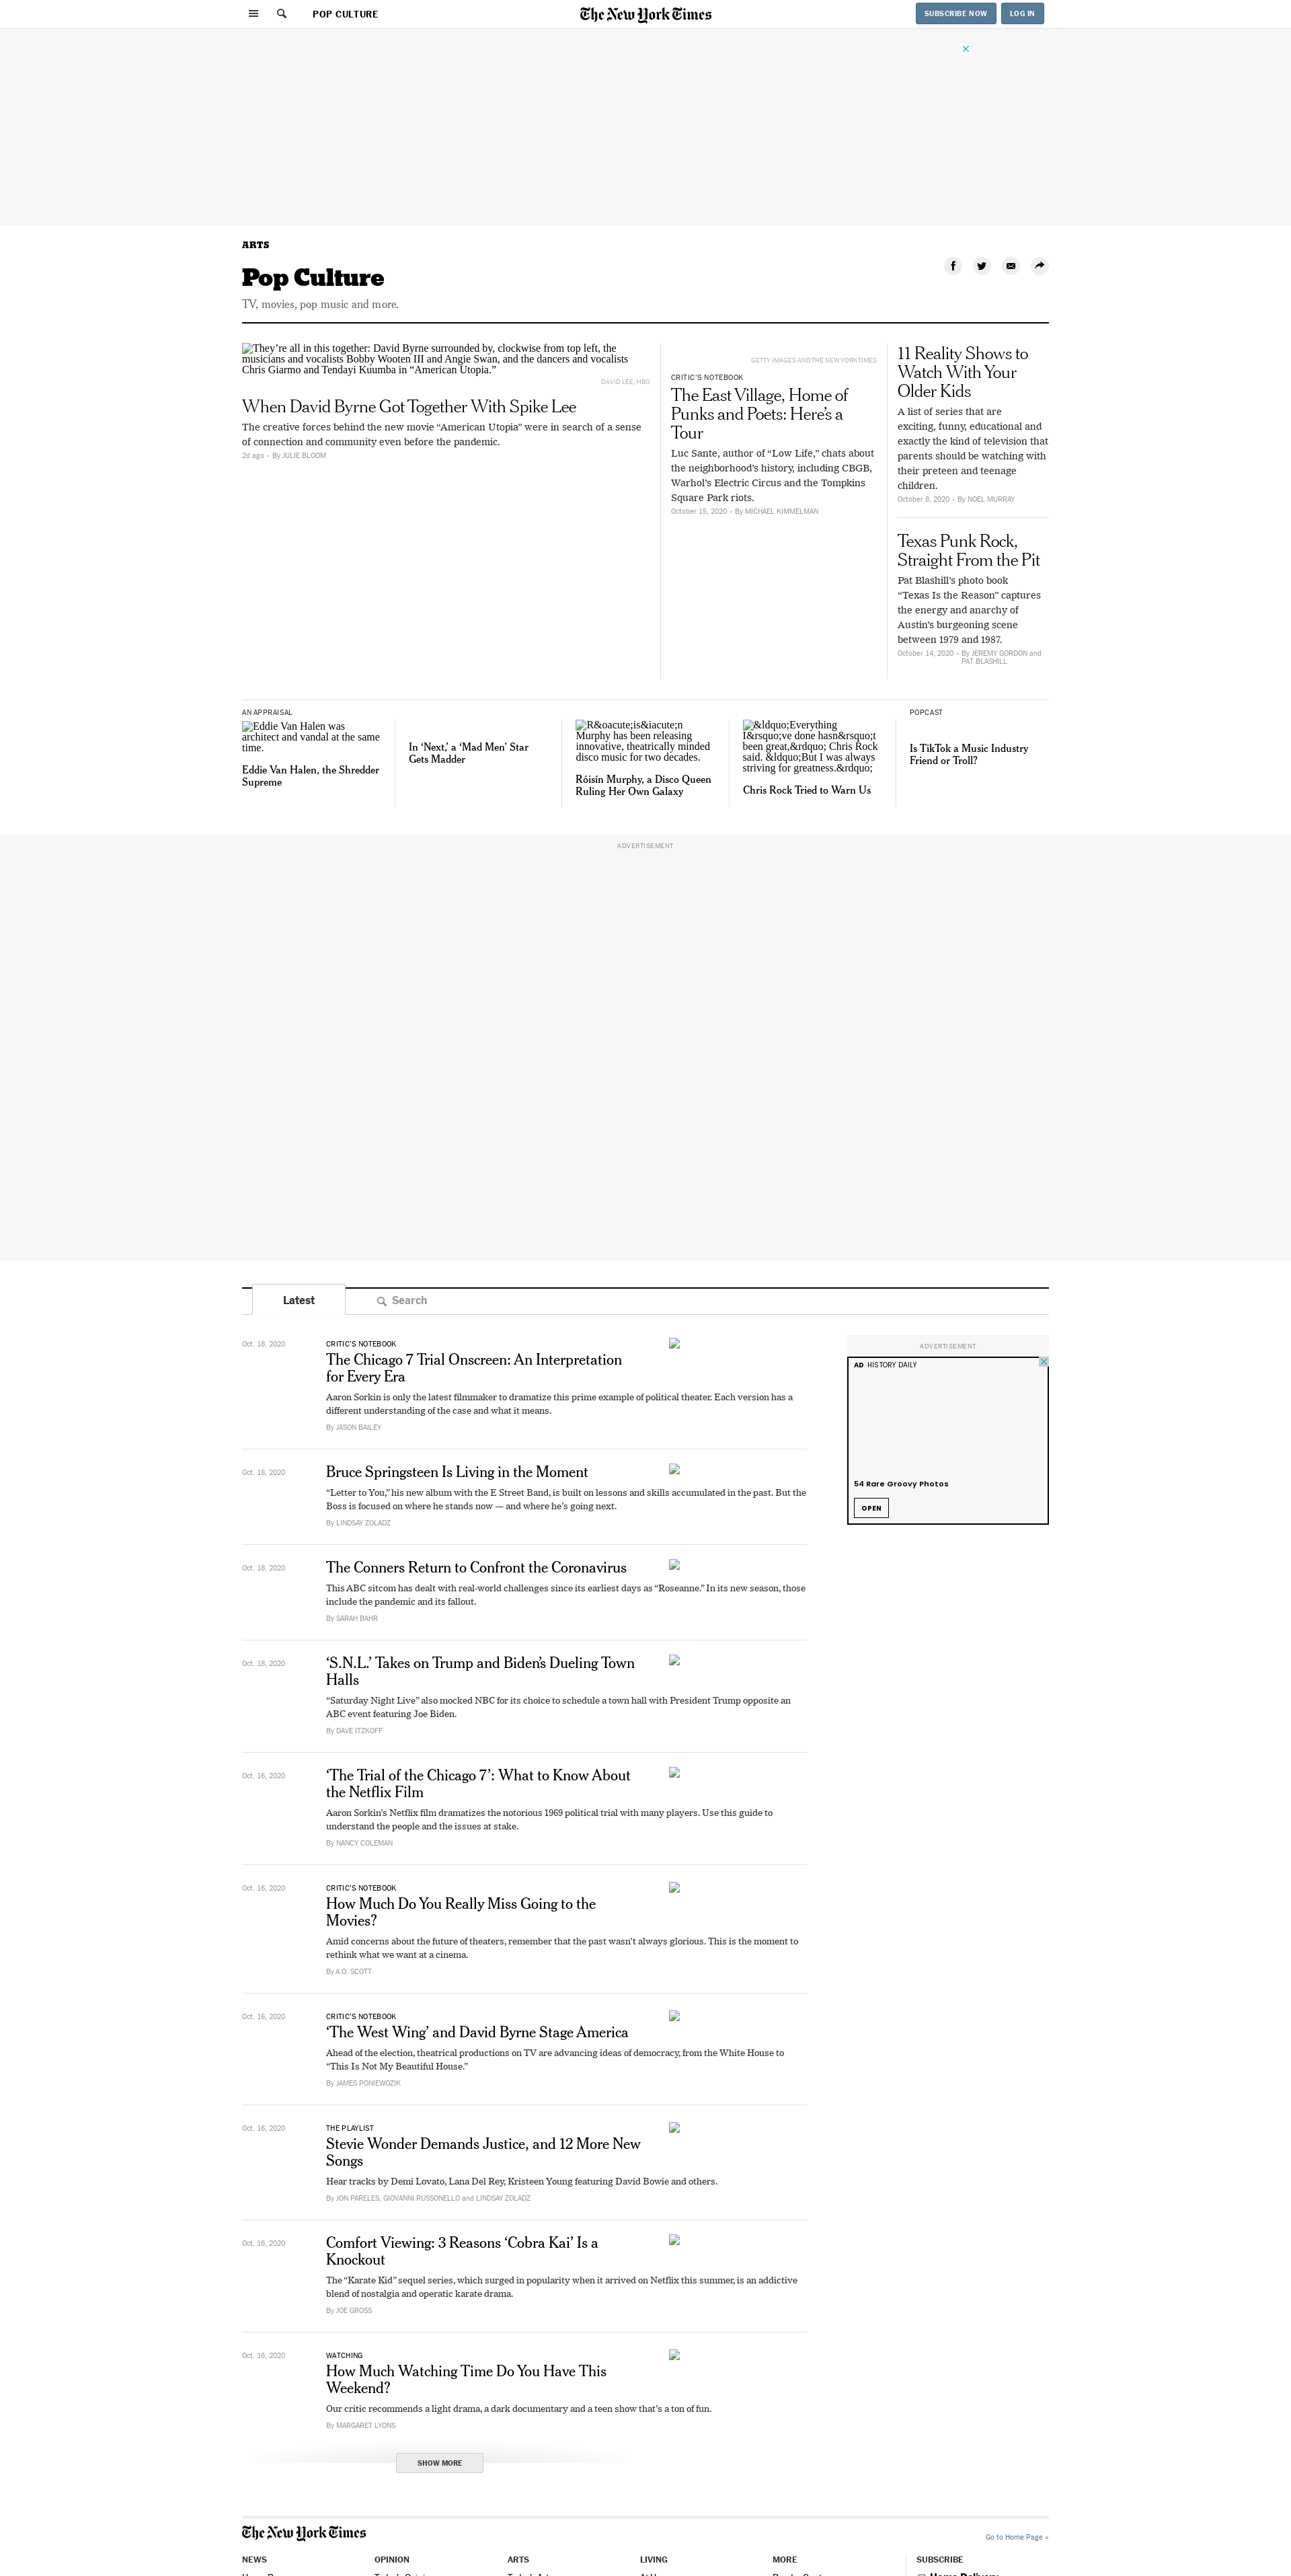 POP CULTURE
The New York Times
SUBSCRIBE NOW
LOG IN
ARTS
Pop Culture
TV, movies, pop music and more.
They’re all in this together: David Byrne surrounded by, clockwise from top left, the
musicians and vocalists Bobby Wooten III and Angie Swan, and the dancers and vocalists
Chris Giarmo and Tendayi Kuumba in “American Utopia.”
DAVID LEE/HBO
When David Byrne Got Together With Spike Lee
The creative forces behind the new movie “American Utopia” were in search of a sense
of connection and community even before the pandemic.
2d ago • By JULIE BLOOM
GETTY IMAGES AND THE NEW YORK TIMES
CRITIC’S NOTEBOOK
The East Village, Home of
Punks and Poets: Here’s a
Tour
Luc Sante, author of “Low Life,” chats about
the neighborhood’s history, including CBGB,
Warhol’s Electric Circus and the Tompkins
Square Park riots.
October 15, 2020 • By MICHAEL KIMMELMAN
11 Reality Shows to
Watch With Your
Older Kids
A list of series that are
exciting, funny, educational and
exactly the kind of television that
parents should be watching with
their preteen and teenage
children.
October 8, 2020 • By NOEL MURRAY
Texas Punk Rock,
Straight From the Pit
Pat Blashill’s photo book
“Texas Is the Reason” captures
the energy and anarchy of
Austin’s burgeoning scene
between 1979 and 1987.
October 14, 2020 • By JEREMY GORDON and
PAT BLASHILL
AN APPRAISAL
Eddie Van Halen was
architect and vandal at the same
time.
Eddie Van Halen, the Shredder
Supreme
In ‘Next,’ a ‘Mad Men’ Star
Gets Madder
R&oacute;is&iacute;n
Murphy has been releasing
innovative, theatrically minded
disco music for two decades.
Róisín Murphy, a Disco Queen
Ruling Her Own Galaxy
&ldquo;Everything
I&rsquo;ve done hasn&rsquo;t
been great,&rdquo; Chris Rock
said. &ldquo;But I was always
striving for greatness.&rdquo;
Chris Rock Tried to Warn Us
POPCAST
Is TikTok a Music Industry
Friend or Troll?
ADVERTISEMENT
Latest
Search
Oct. 18, 2020
CRITIC’S NOTEBOOK
The Chicago 7 Trial Onscreen: An Interpretation
for Every Era
Aaron Sorkin is only the latest filmmaker to dramatize this prime example of political theater. Each version has a
different understanding of the case and what it means.
By JASON BAILEY
ADVERTISEMENT
AD HISTORY DAILY
54 Rare Groovy Photos
OPEN
Oct. 18, 2020
Bruce Springsteen Is Living in the Moment
“Letter to You,” his new album with the E Street Band, is built on lessons and skills accumulated in the past. But the
Boss is focused on where he stands now — and where he’s going next.
By LINDSAY ZOLADZ
Oct. 18, 2020
The Conners Return to Confront the Coronavirus
This ABC sitcom has dealt with real-world challenges since its earliest days as “Roseanne.” In its new season, those
include the pandemic and its fallout.
By SARAH BAHR
Oct. 18, 2020
‘S.N.L.’ Takes on Trump and Biden’s Dueling Town
Halls
“Saturday Night Live” also mocked NBC for its choice to schedule a town hall with President Trump opposite an
ABC event featuring Joe Biden.
By DAVE ITZKOFF
Oct. 16, 2020
‘The Trial of the Chicago 7’: What to Know About
the Netflix Film
Aaron Sorkin’s Netflix film dramatizes the notorious 1969 political trial with many players. Use this guide to
understand the people and the issues at stake.
By NANCY COLEMAN
Oct. 16, 2020
CRITIC’S NOTEBOOK
How Much Do You Really Miss Going to the
Movies?
Amid concerns about the future of theaters, remember that the past wasn’t always glorious. This is the moment to
rethink what we want at a cinema.
By A.O. SCOTT
Oct. 16, 2020
CRITIC’S NOTEBOOK
‘The West Wing’ and David Byrne Stage America
Ahead of the election, theatrical productions on TV are advancing ideas of democracy, from the White House to
“This Is Not My Beautiful House.”
By JAMES PONIEWOZIK
Oct. 16, 2020
THE PLAYLIST
Stevie Wonder Demands Justice, and 12 More New
Songs
Hear tracks by Demi Lovato, Lana Del Rey, Kristeen Young featuring David Bowie and others.
By JON PARELES, GIOVANNI RUSSONELLO and LINDSAY ZOLADZ
Oct. 16, 2020
Comfort Viewing: 3 Reasons ‘Cobra Kai’ Is a
Knockout
The “Karate Kid” sequel series, which surged in popularity when it arrived on Netflix this summer, is an addictive
blend of nostalgia and operatic karate drama.
By JOE GROSS
Oct. 16, 2020
WATCHING
How Much Watching Time Do You Have This
Weekend?
Our critic recommends a light drama, a dark documentary and a teen show that’s a ton of fun.
By MARGARET LYONS
SHOW MORE
The New York Times
Go to Home Page »
NEWS
OPINION
ARTS
LIVING
MORE
SUBSCRIBE